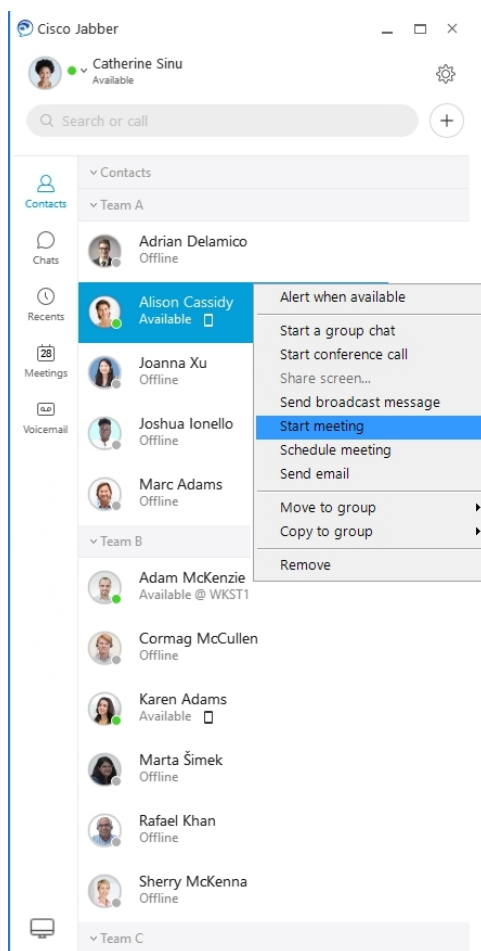 Cisco Jabber
Catherine Sinu
Available
Search or call
Contacts
Chats
Recents
28
Meetings
Voicemail
Contacts
Team A
Adrian Delamico
Offline
Alison Cassidy
Available
Joanna Xu
Offline
Joshua Ionello
Offline
Marc Adams
Offline
Alert when available
Start a group chat
Start conference call
Share screen...
Send broadcast message
Start meeting
Schedule meeting
Send email
Move to group
Copy to group
Remove
Team B
Adam McKenzie
Available @ WKST1
Cormag McCullen
Offline
Karen Adams
Available
Marta Šimek
Offline
Rafael Khan
Offline
Sherry McKenna
Offline
Team C